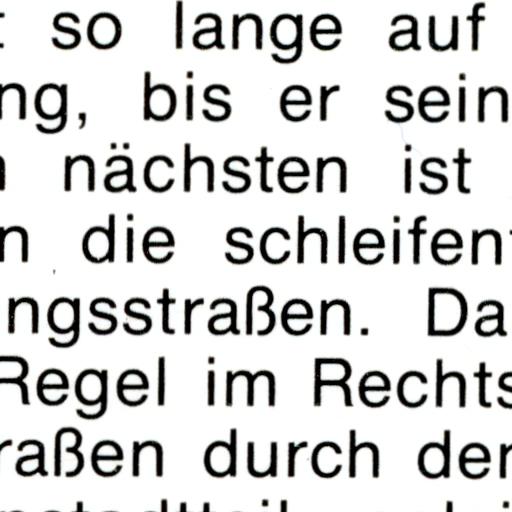 so lange auf
ng, bis er sein
nächsten ist
n die schleifen
ngsstraßen. Da
Regel im Rechts
raßen durch der